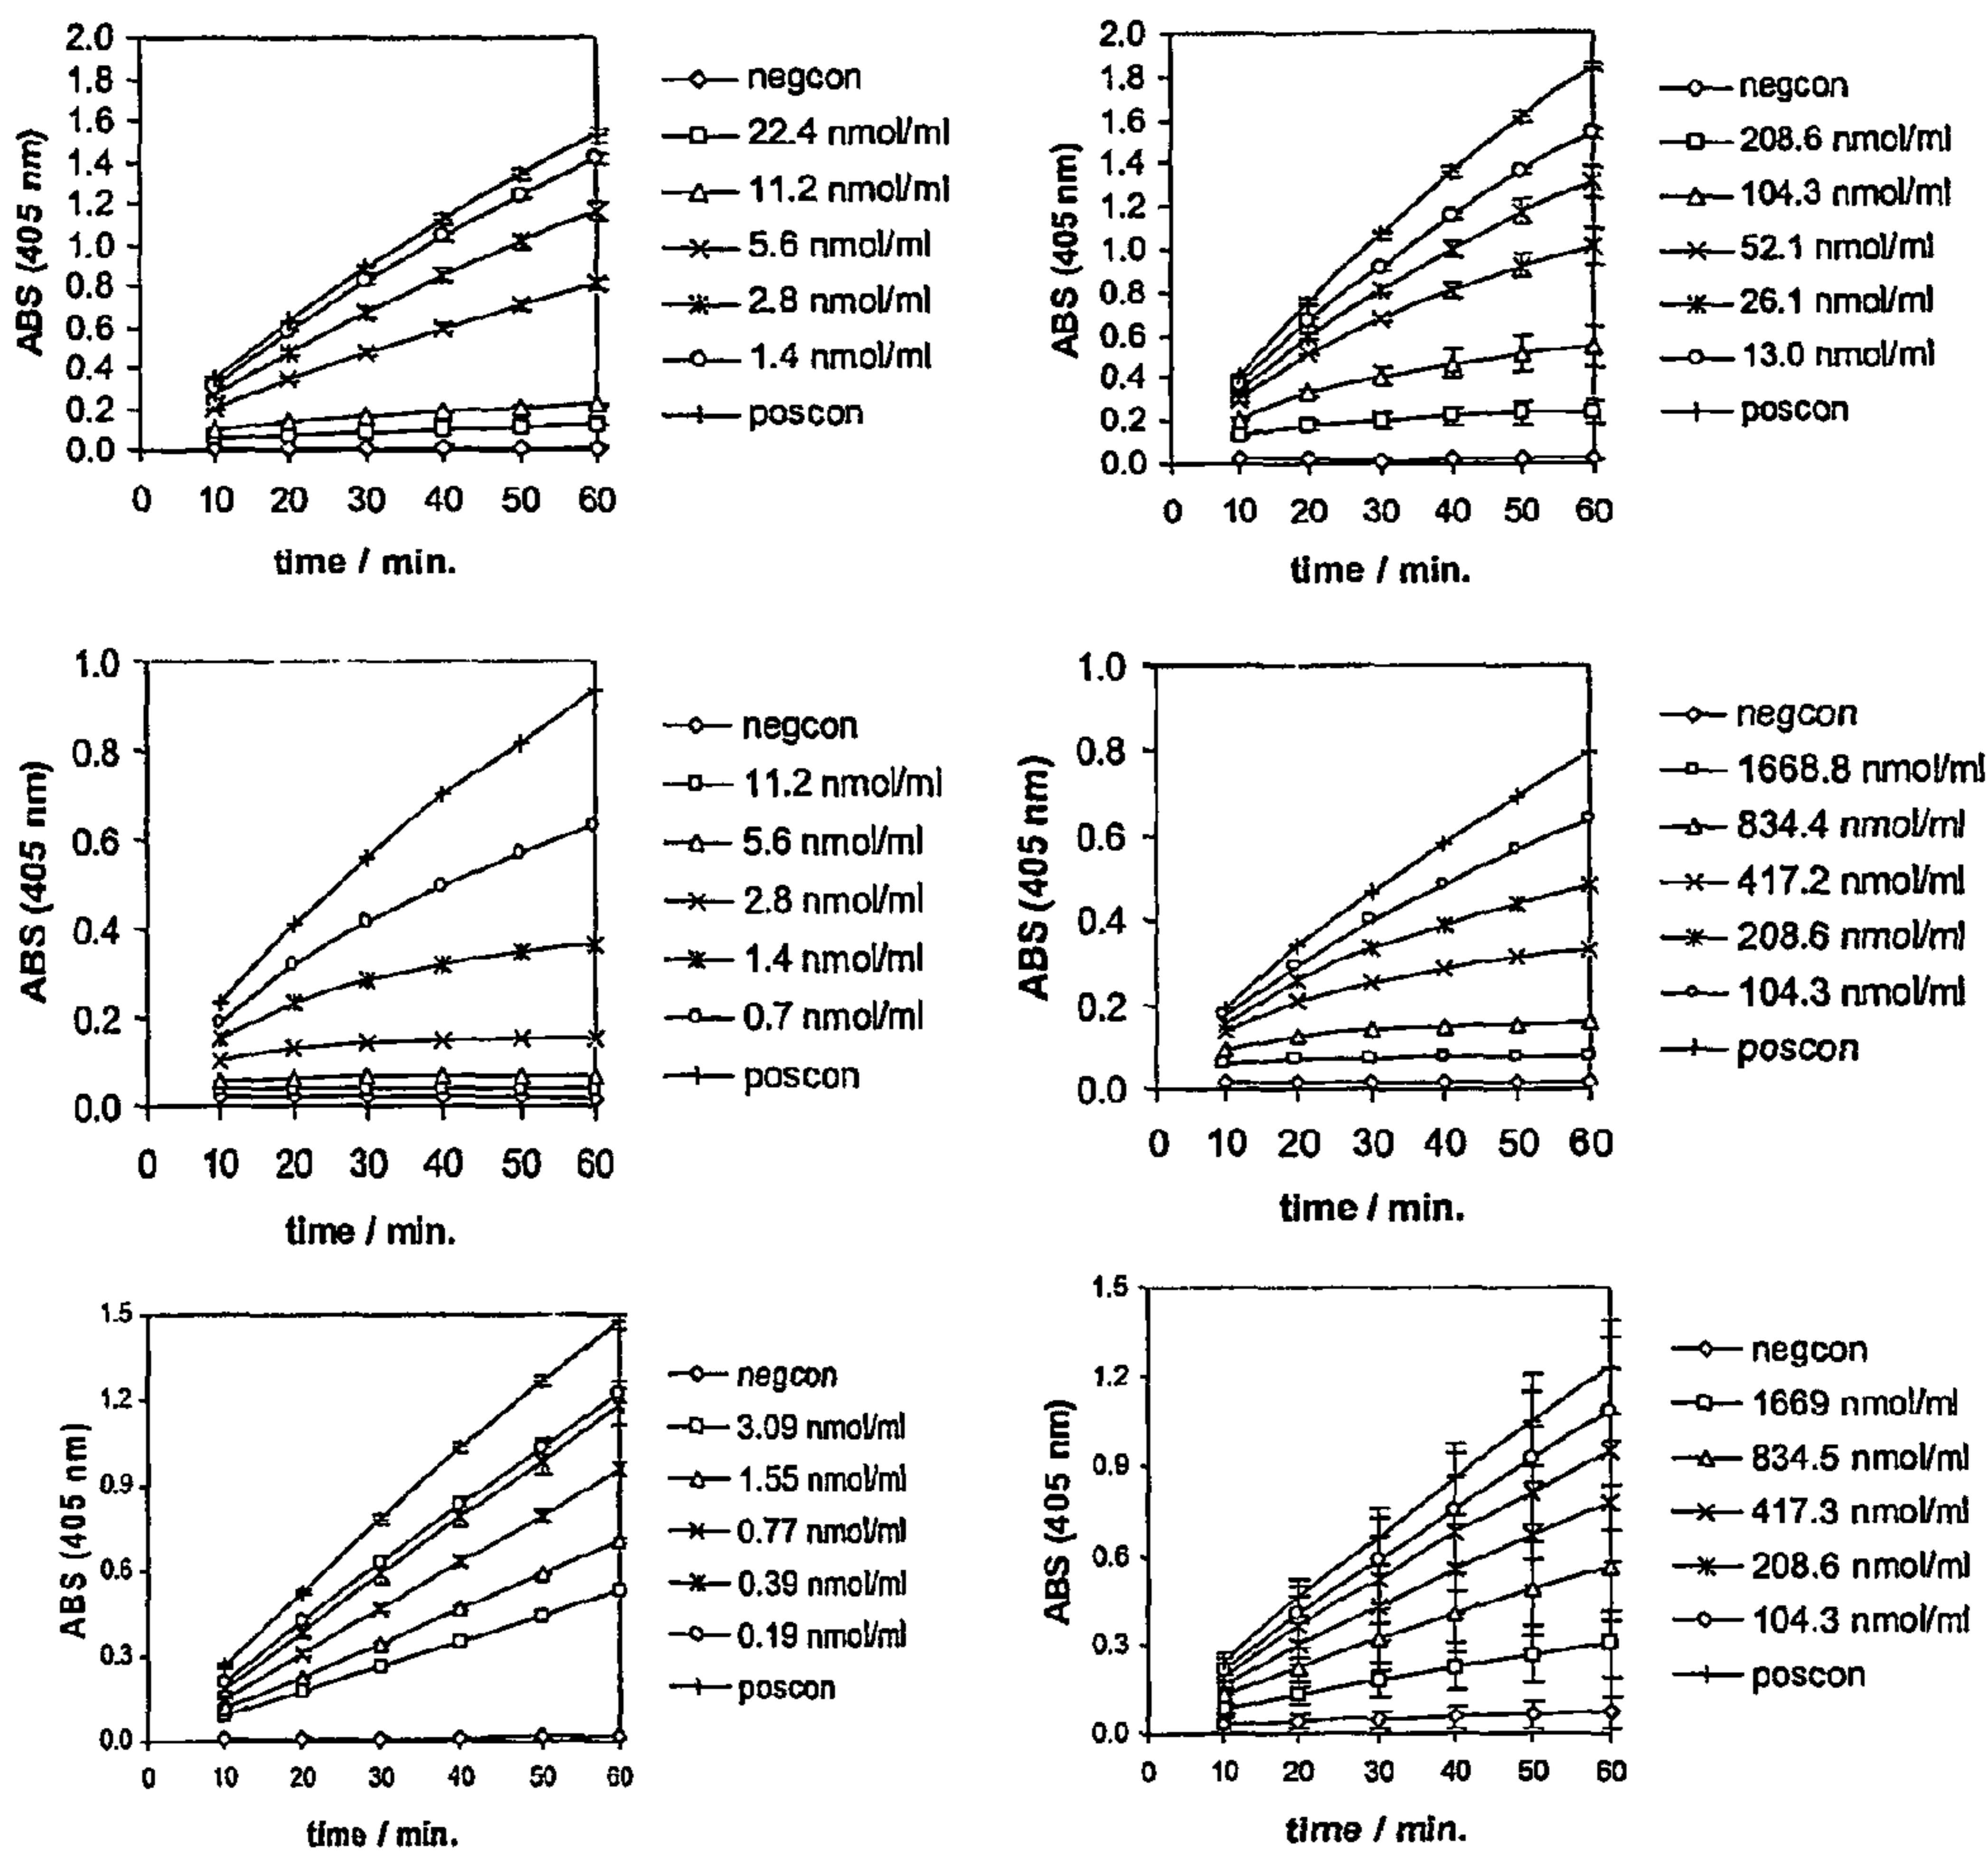 2.0
1.8
1.6
1.4
1.2
1.0
0.8
0.6
0.4
0.2
0.0
ABS (405 nm)
0 10 20 30 40 50 60
time / min.
negcon
22.4 nmol/ml
11.2 nmol/ml
5.6 nmol/ml
2.8 nmol/ml
1.4 nmol/ml
poscon
2.0
1.8
1.6
1.4
1.2
1.0
0.8
0.6
0.4
0.2
0.0
ABS (405 nm)
0 10 20 30 40 50 60
time / min.
negcon
208.6 nmol/ml
104.3 nmol/ml
52.1 nmol/ml
26.1 nmol/ml
13.0 nmol/ml
poscon
1.0
0.8
0.6
0.4
0.2
0.0
ABS (405 nm)
0 10 20 30 40 50 60
time / min.
negcon
11.2 nmol/ml
5.6 nmol/ml
2.8 nmol/ml
1.4 nmol/ml
0.7 nmol/ml
poscon
1.0
0.8
0.6
0.4
0.2
0.0
ABS (405 nm)
0 10 20 30 40 50 60
time / min.
negcon
1668.8 nmol/ml
834.4 nmol/ml
417.2 nmol/ml
208.6 nmol/ml
104.3 nmol/ml
poscon
1.5
1.2
0.9
0.6
0.3
0.0
ABS (405 nm)
0 10 20 30 40 50 60
time / min.
negcon
3.09 nmol/ml
1.55 nmol/ml
0.77 nmol/ml
0.39 nmol/ml
0.19 nmol/ml
poscon
1.5
1.2
0.9
0.6
0.3
0.0
ABS (405 nm)
0 10 20 30 40 50 60
time / min.
negcon
1669 nmol/ml
834.5 nmol/ml
417.3 nmol/ml
208.6 nmol/ml
104.3 nmol/ml
poscon